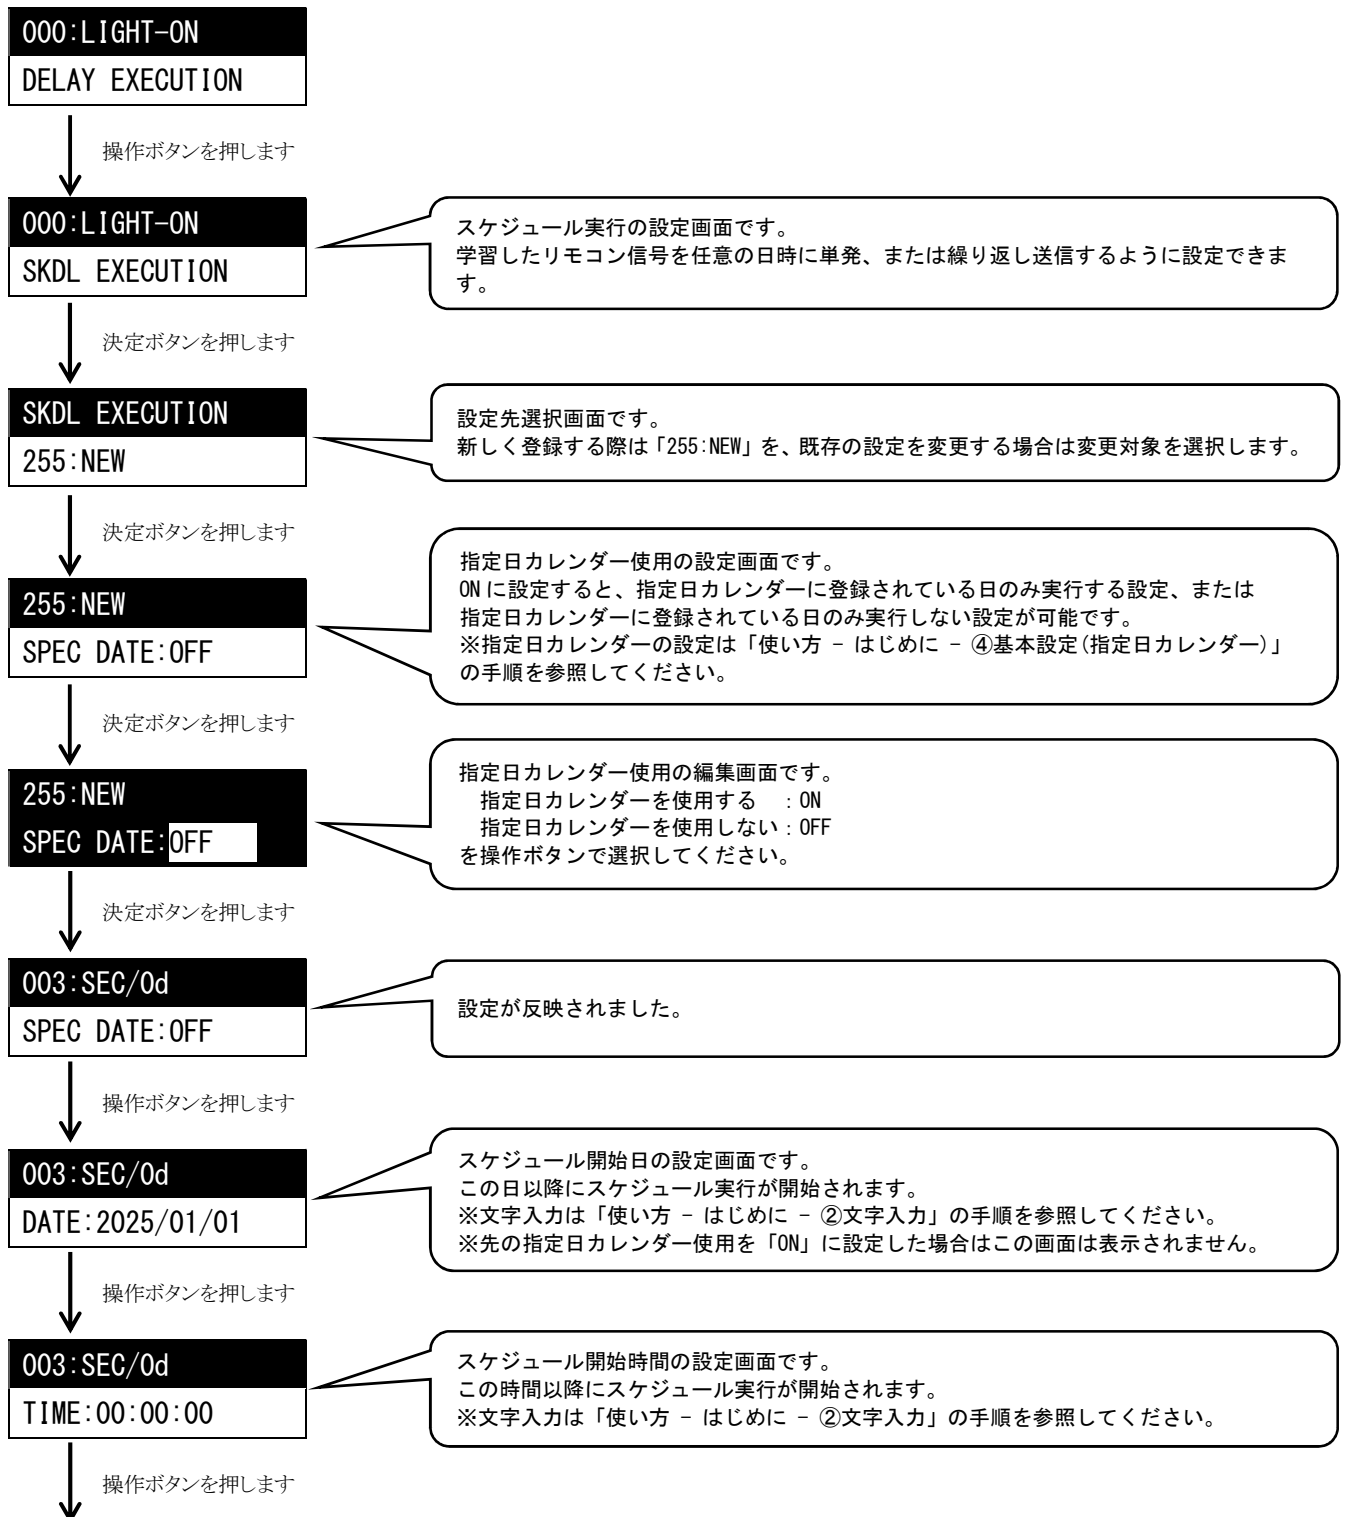 000:LIGHT-ON
DELAY EXECUTION
操作ボタンを押します
000:LIGHT-ON
SKDL EXECUTION
スケジュール実行の設定画面です。
学習したリモコン信号を任意の日時に単発、または繰り返し送信するように設定できま
す。
決定ボタンを押します
SKDL EXECUTION
255:NEW
設定先選択画面です。
新しく登録する際は「255:NEW」を、既存の設定を変更する場合は変更対象を選択します。
決定ボタンを押します
255:NEW
SPEC DATE:OFF
指定日カレンダー使用の設定画面です。
ONに設定すると、指定日カレンダーに登録されている日のみ実行する設定、または
指定日カレンダーに登録されている日のみ実行しない設定が可能です。
※指定日カレンダーの設定は「使い方 - はじめに - ④基本設定(指定日カレンダー)」
の手順を参照してください。
決定ボタンを押します
255:NEW
SPEC DATE:OFF
指定日カレンダー使用の編集画面です。
指定日カレンダーを使用する　:ON
指定日カレンダーを使用しない:OFF
を操作ボタンで選択してください。
決定ボタンを押します
003:SEC/0d
SPEC DATE:OFF
設定が反映されました。
操作ボタンを押します
003:SEC/0d
DATE:2025/01/01
スケジュール開始日の設定画面です。
この日以降にスケジュール実行が開始されます。
※文字入力は「使い方 - はじめに - ②文字入力」の手順を参照してください。
※先の指定日カレンダー使用を「ON」に設定した場合はこの画面は表示されません。
操作ボタンを押します
003:SEC/0d
TIME:00:00:00
スケジュール開始時間の設定画面です。
この時間以降にスケジュール実行が開始されます。
※文字入力は「使い方 - はじめに - ②文字入力」の手順を参照してください。
操作ボタンを押します